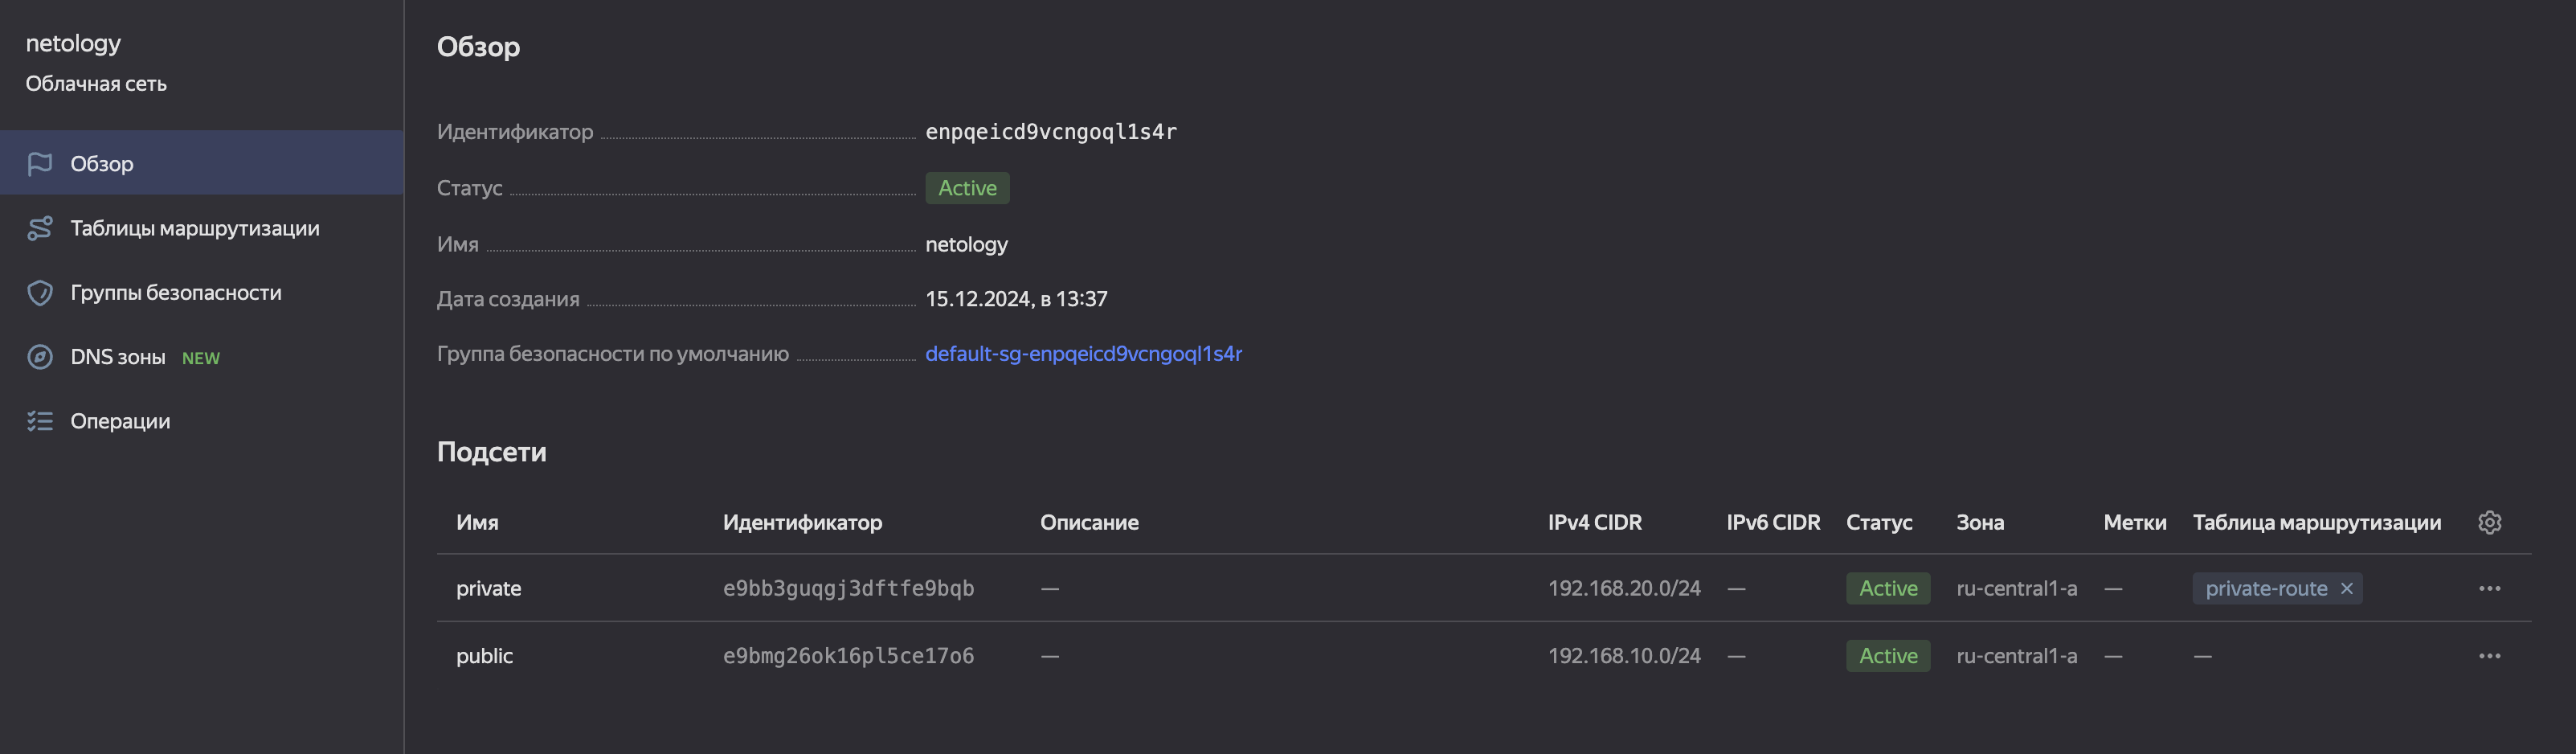 netology
Облачная сеть
Обзор
Таблицы маршрутизации
Группы безопасности
DNS зоны NEW
Операции
Обзор
Идентификатор enpqeicd9vcngoql1s4r
Статус Active
Имя netology
Дата создания 15.12.2024, в 13:37
Группа безопасности по умолчанию default-sg-enpqeicd9vcngoql1s4r
Подсети
Имя Идентификатор Описание IPv4 CIDR IPv6 CIDR Статус Зона Метки Таблица маршрутизации
private e9bb3guqgj3dftfe9bqb — 192.168.20.0/24 — Active ru-central1-a — private-route ×
public e9bmg26ok16pl5ce17o6 — 192.168.10.0/24 — Active ru-central1-a — —